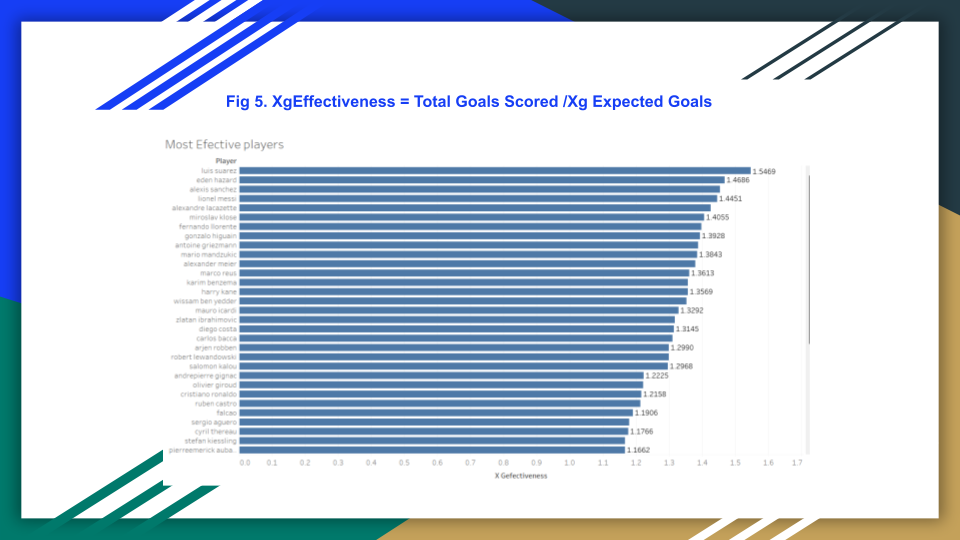 Fig 5. XgEffectiveness = Total Goals Scored /Xg Expected Goals
Most Efective players
Player
luis suarez 1.5469
eden hazard 1.4686
alexis sanchez
lionel messi 1.4451
alexandre lacazette
miroslav klose 1.4055
fernando llorente
gonzalo higuain 1.3928
antoine griezmann
mario mandzukic 1.3843
alexander meier
marco reus 1.3613
karim benzema
harry kane 1.3569
wissam ben yedder
mauro icardi 1.3292
zlatan ibrahimovic
diego costa 1.3145
carlos bacca
arjen robben 1.2990
robert lewandowski
salomon kalou 1.2968
andrepierre gignac 1.2225
olivier giroud
cristiano ronaldo 1.2158
ruben castro
falcao 1.1906
sergio aguero
cyril thereau 1.1766
stefan kiessling
pierreemerick auba.. 1.1662
0.0 0.1 0.2 0.3 0.4 0.5 0.6 0.7 0.8 0.9 1.0 1.1 1.2 1.3 1.4 1.5 1.6 1.7
X Gefectiveness